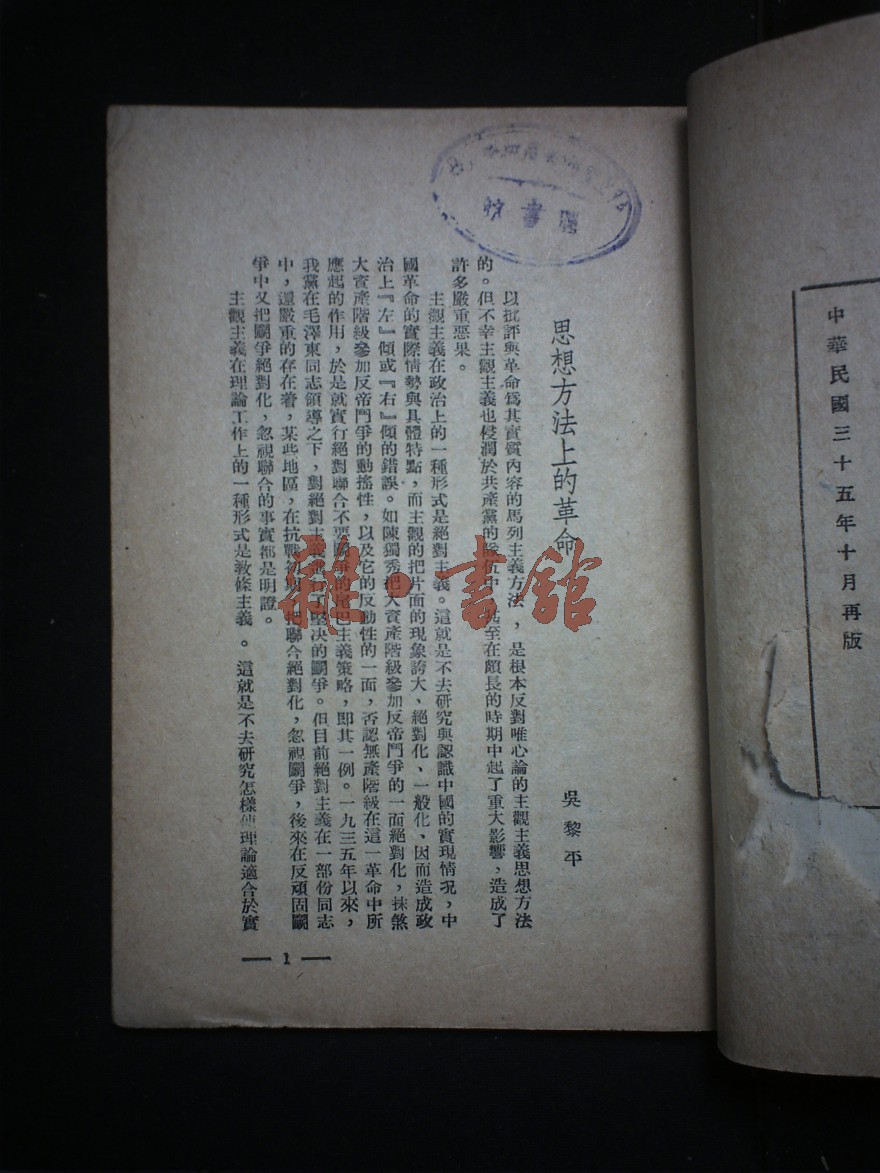 中華民國三十五年十月再版
圖書
思想方法上的革命
吳黎平
以批評與革命爲其實質內容的馬列主義方法，是根本反對唯心論的主觀主義思想方法
的。但不幸主觀主義也侵潤於共產黨的隊伍中，甚至在頗長的時期中起了重大影響，造成了
許多嚴重惡果。
主觀主義在政治上的一種形式是絕對主義。這就是不去研究與認識中國的實現情况，中
國革命的實際情勢與具體特點，而主觀的把片面的現象誇大、絕對化、一般化，因而造成政
治上『左』傾或『右』傾的錯誤。如陳獨秀把大資產階級參加反帝鬥爭的一面絕對化，抹煞
大資產階級參加反帝鬥爭的動搖性，以及它的反動性的一面，否認無產階級在這一革命中所
應起的作用，於是就實行絕對聯合不要鬭爭的尾巴主義策略，即其一例。一九三五年以來，
我黨在毛澤東同志領導之下，對絕對主義進行了堅决的鬭爭。但目前絕對主義在一部份同志
中，還嚴重的存在着，某些地區，在抗戰初期，把聯合絕對化，忽視鬭爭，後來在反頑固鬭
爭中又把鬭爭絕對化，忽視聯合的事實都是明證。
主觀主義在理論工作上的一種形式是教條主義。這就是不去研究怎樣使理論適合於實
— 1 —
雜·書館